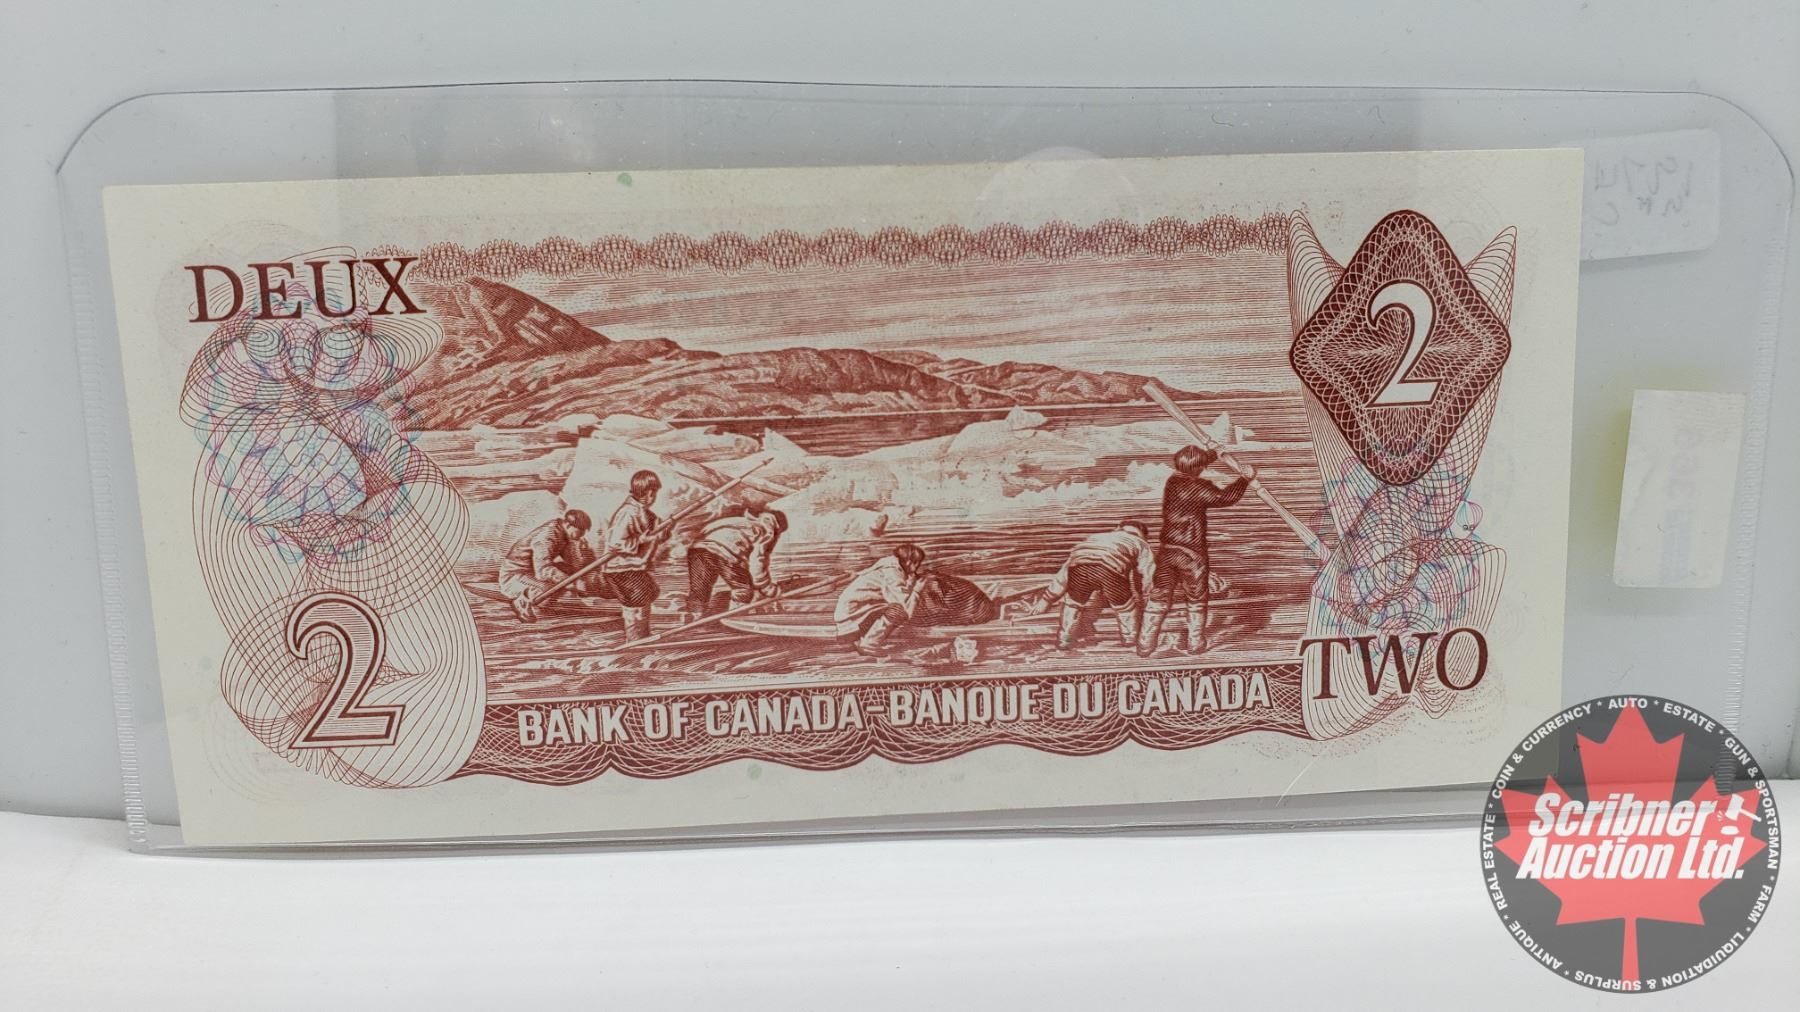 DEUX
2
2
TWO
BANK OF CANADA-BANQUE DU CANADA
1974
Scribner
Auction Ltd.
REAL ESTATE * COIN & CURRENCY * AUTO * ESTATE * GUN & SPORTSMAN * FARM * LIQUIDATION & SURPLUS * ANTIQUE *